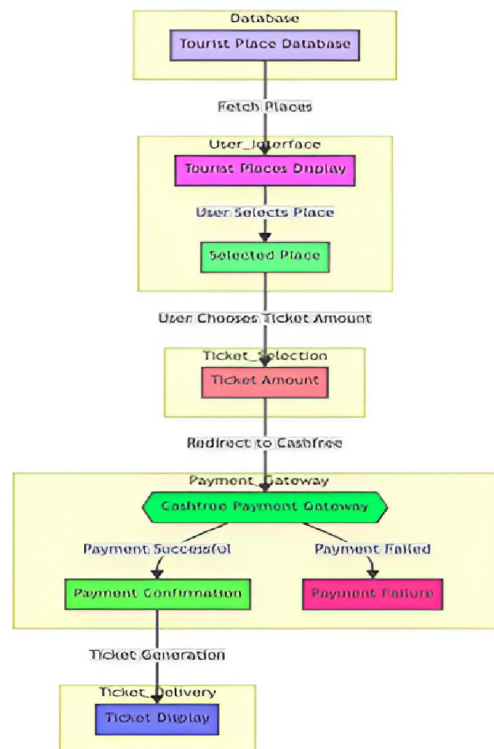 Database
Tourist Place Database
Fetch Places
User_Interface
Tourist Places Display
User Selects Place
Selected Place
User Chooses Ticket Amount
Ticket_Selection
Ticket Amount
Redirect to Cashfree
Payment_Gateway
Cashfree Payment Gateway
Payment Successful
Payment Failed
Payment Confirmation
Payment Failure
Ticket Generation
Ticket_Delivery
Ticket Display